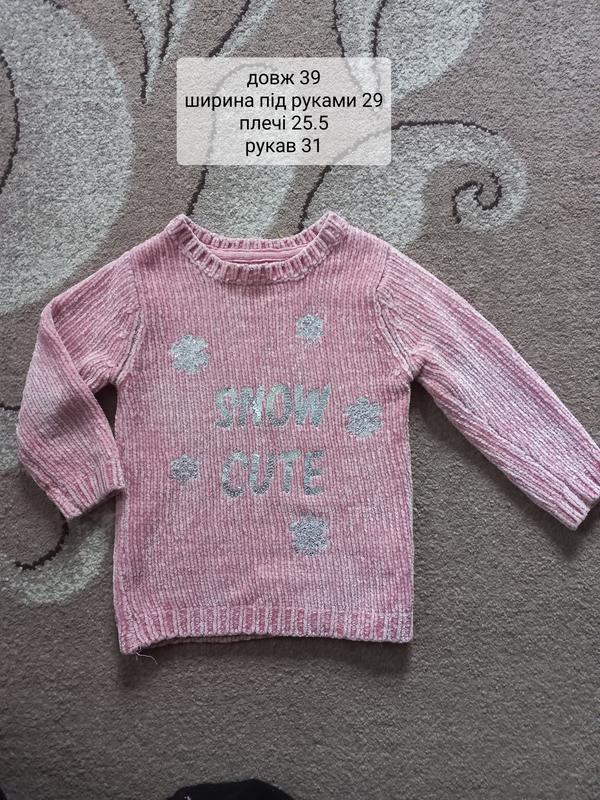 довж 39
ширина під руками 29
плечі 25.5
рукав 31
SNOW
CUTE